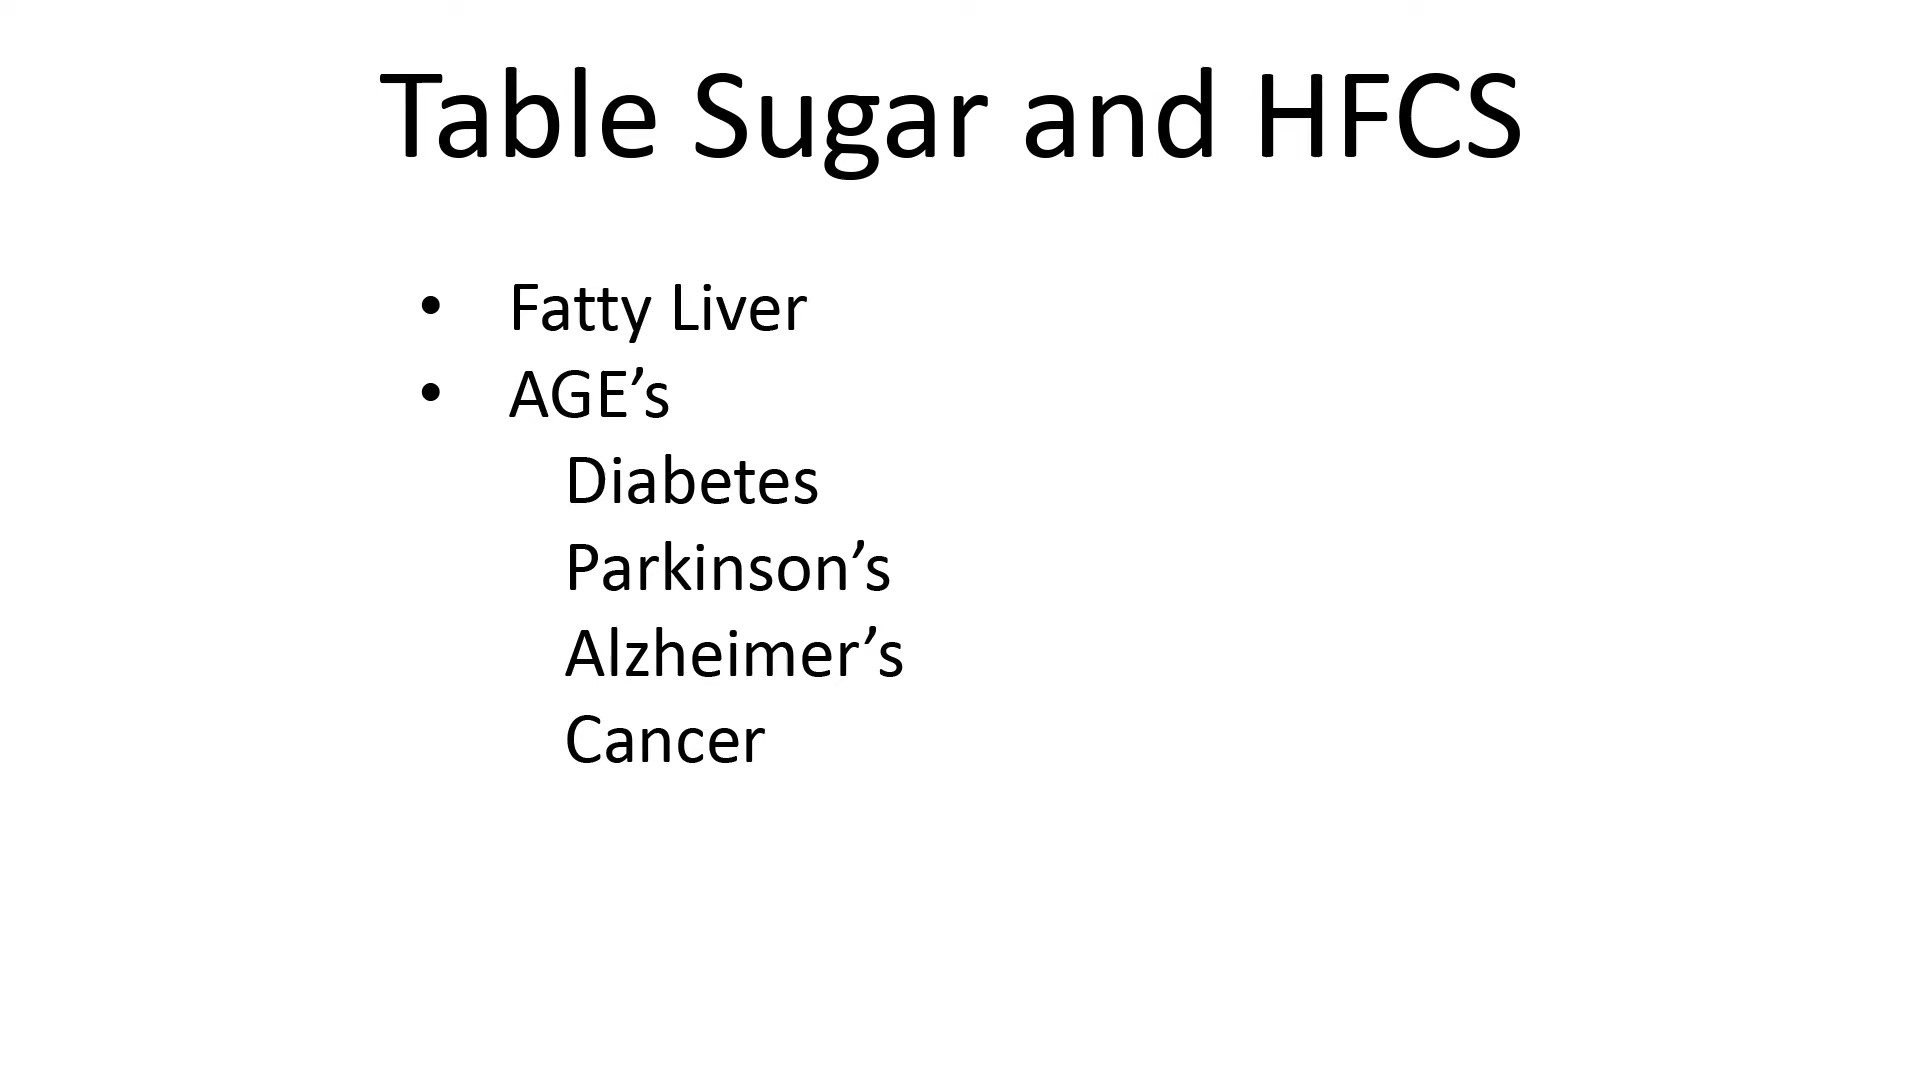 Table Sugar and HFCS
• Fatty Liver
• AGE’s
Diabetes
Parkinson’s
Alzheimer’s
Cancer